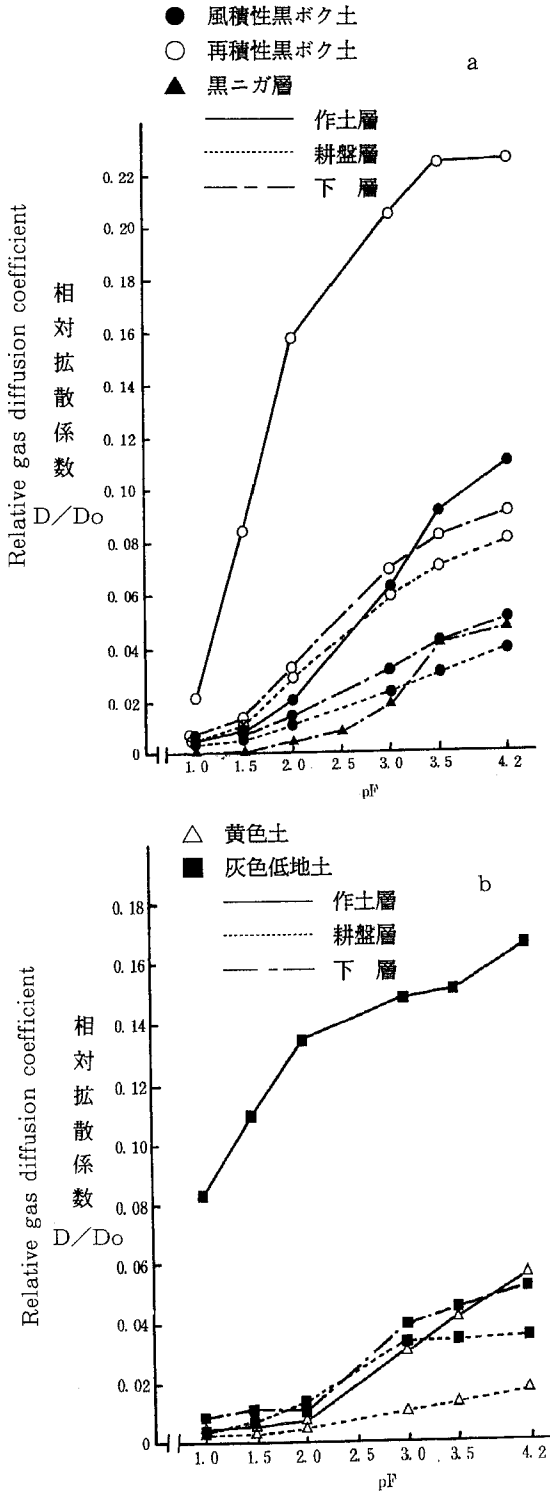 ● 風積性黒ボク土
○ 再積性黒ボク土
▲ 黒ニガ層
a
作土層
耕盤層
下 層
Relative gas diffusion coefficient
相対拡散係数
D/Do
0.22
0.20
0.18
0.16
0.14
0.12
0.10
0.08
0.06
0.04
0.02
0
1.0 1.5 2.0 2.5 3.0 3.5 4.2
pF
△ 黄色土
■ 灰色低地土
b
作土層
耕盤層
下 層
Relative gas diffusion coefficient
相対拡散係数
D/Do
0.18
0.16
0.14
0.12
0.10
0.08
0.06
0.04
0.02
0
1.0 1.5 2.0 2.5 3.0 3.5 4.2
pF